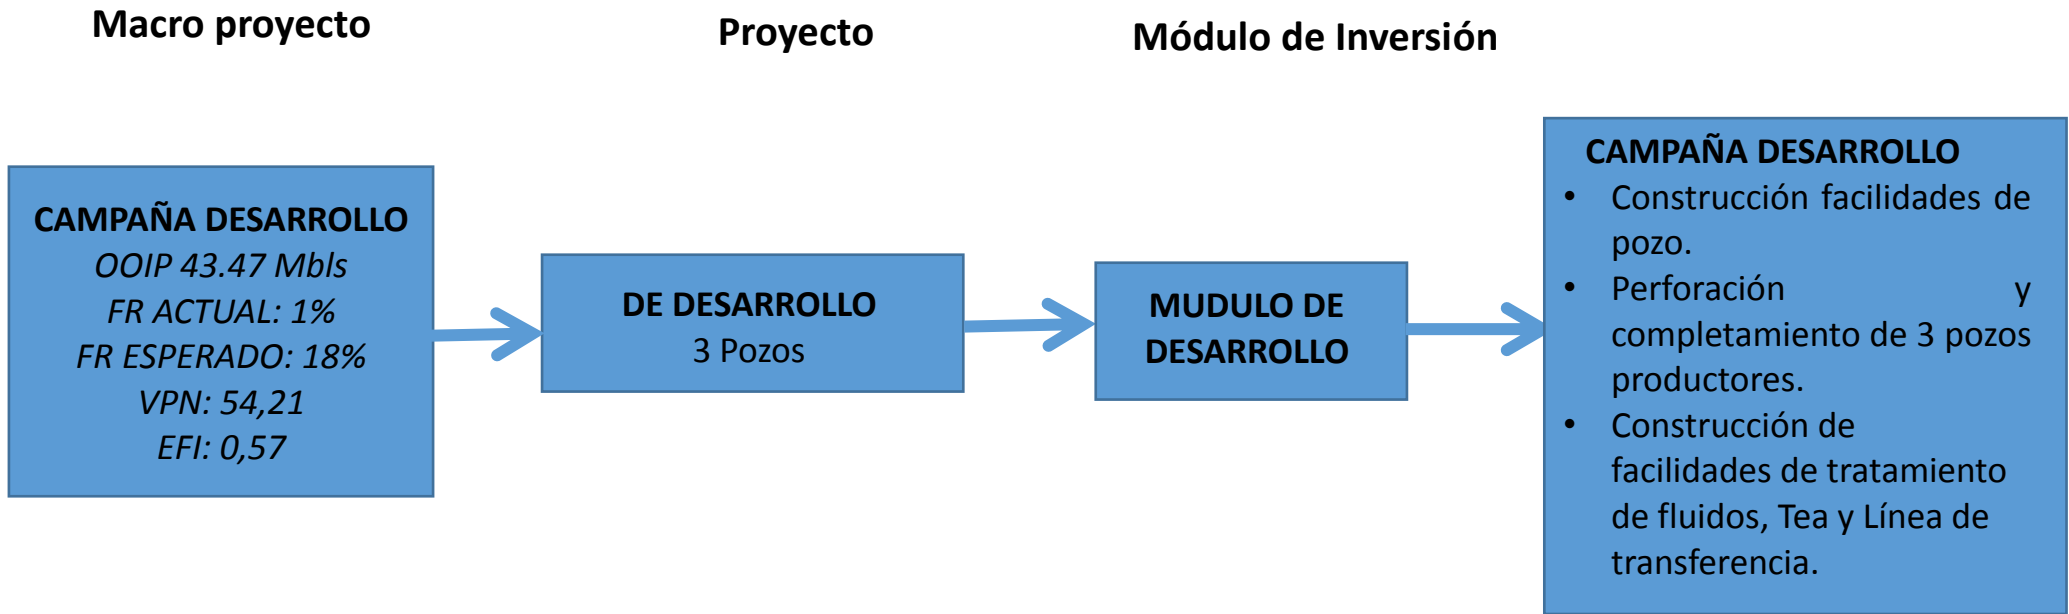 Macro proyecto
Proyecto
Módulo de Inversión
CAMPAÑA DESARROLLO
OOIP 43.47 Mbls
FR ACTUAL: 1%
FR ESPERADO: 18%
VPN: 54,21
EFI: 0,57
DE DESARROLLO
3 Pozos
MUDULO DE
DESARROLLO
CAMPAÑA DESARROLLO
• Construcción facilidades de
pozo.
• Perforación y
completamiento de 3 pozos
productores.
• Construcción de
facilidades de tratamiento
de fluidos, Tea y Línea de
transferencia.